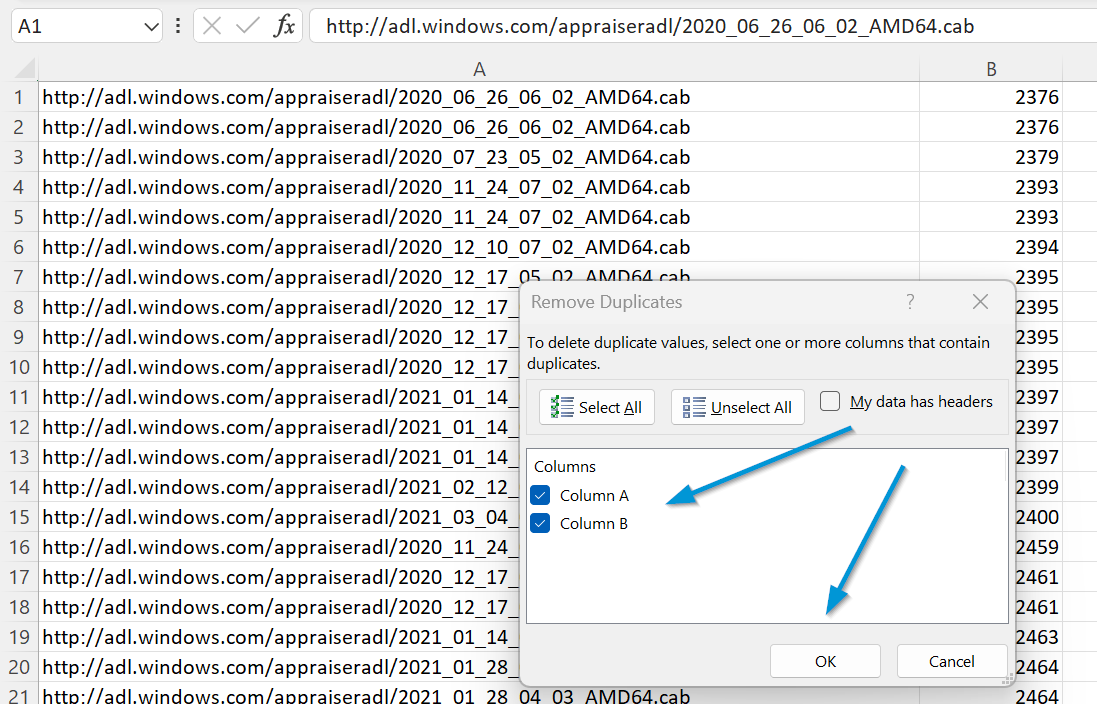 A1 fx http://adl.windows.com/appraiseradl/2020_06_26_06_02_AMD64.cab
A B
1 http://adl.windows.com/appraiseradl/2020_06_26_06_02_AMD64.cab 2376
2 http://adl.windows.com/appraiseradl/2020_06_26_06_02_AMD64.cab 2376
3 http://adl.windows.com/appraiseradl/2020_07_23_05_02_AMD64.cab 2379
4 http://adl.windows.com/appraiseradl/2020_11_24_07_02_AMD64.cab 2393
5 http://adl.windows.com/appraiseradl/2020_11_24_07_02_AMD64.cab 2393
6 http://adl.windows.com/appraiseradl/2020_12_10_07_02_AMD64.cab 2394
7 http://adl.windows.com/appraiseradl/2020_12_17_05_02_AMD64.cab 2395
8 http://adl.windows.com/appraiseradl/2020_12_17_ 2395
9 http://adl.windows.com/appraiseradl/2020_12_17_ 2395
10 http://adl.windows.com/appraiseradl/2020_12_17_ 2395
11 http://adl.windows.com/appraiseradl/2021_01_14_ 2397
12 http://adl.windows.com/appraiseradl/2021_01_14_ 2397
13 http://adl.windows.com/appraiseradl/2021_01_14_ 2397
14 http://adl.windows.com/appraiseradl/2021_02_12_ 2399
15 http://adl.windows.com/appraiseradl/2021_03_04_ 2400
16 http://adl.windows.com/appraiseradl/2020_11_24_ 2459
17 http://adl.windows.com/appraiseradl/2020_12_17_ 2461
18 http://adl.windows.com/appraiseradl/2020_12_17_ 2461
19 http://adl.windows.com/appraiseradl/2021_01_14_ 2463
20 http://adl.windows.com/appraiseradl/2021_01_28_ 2464
21 http://adl.windows.com/appraiseradl/2021_01_28_04_03_AMD64.cab 2464
Remove Duplicates ?
To delete duplicate values, select one or more columns that contain
duplicates.
Select All Unselect All My data has headers
Columns
Column A
Column B
OK Cancel